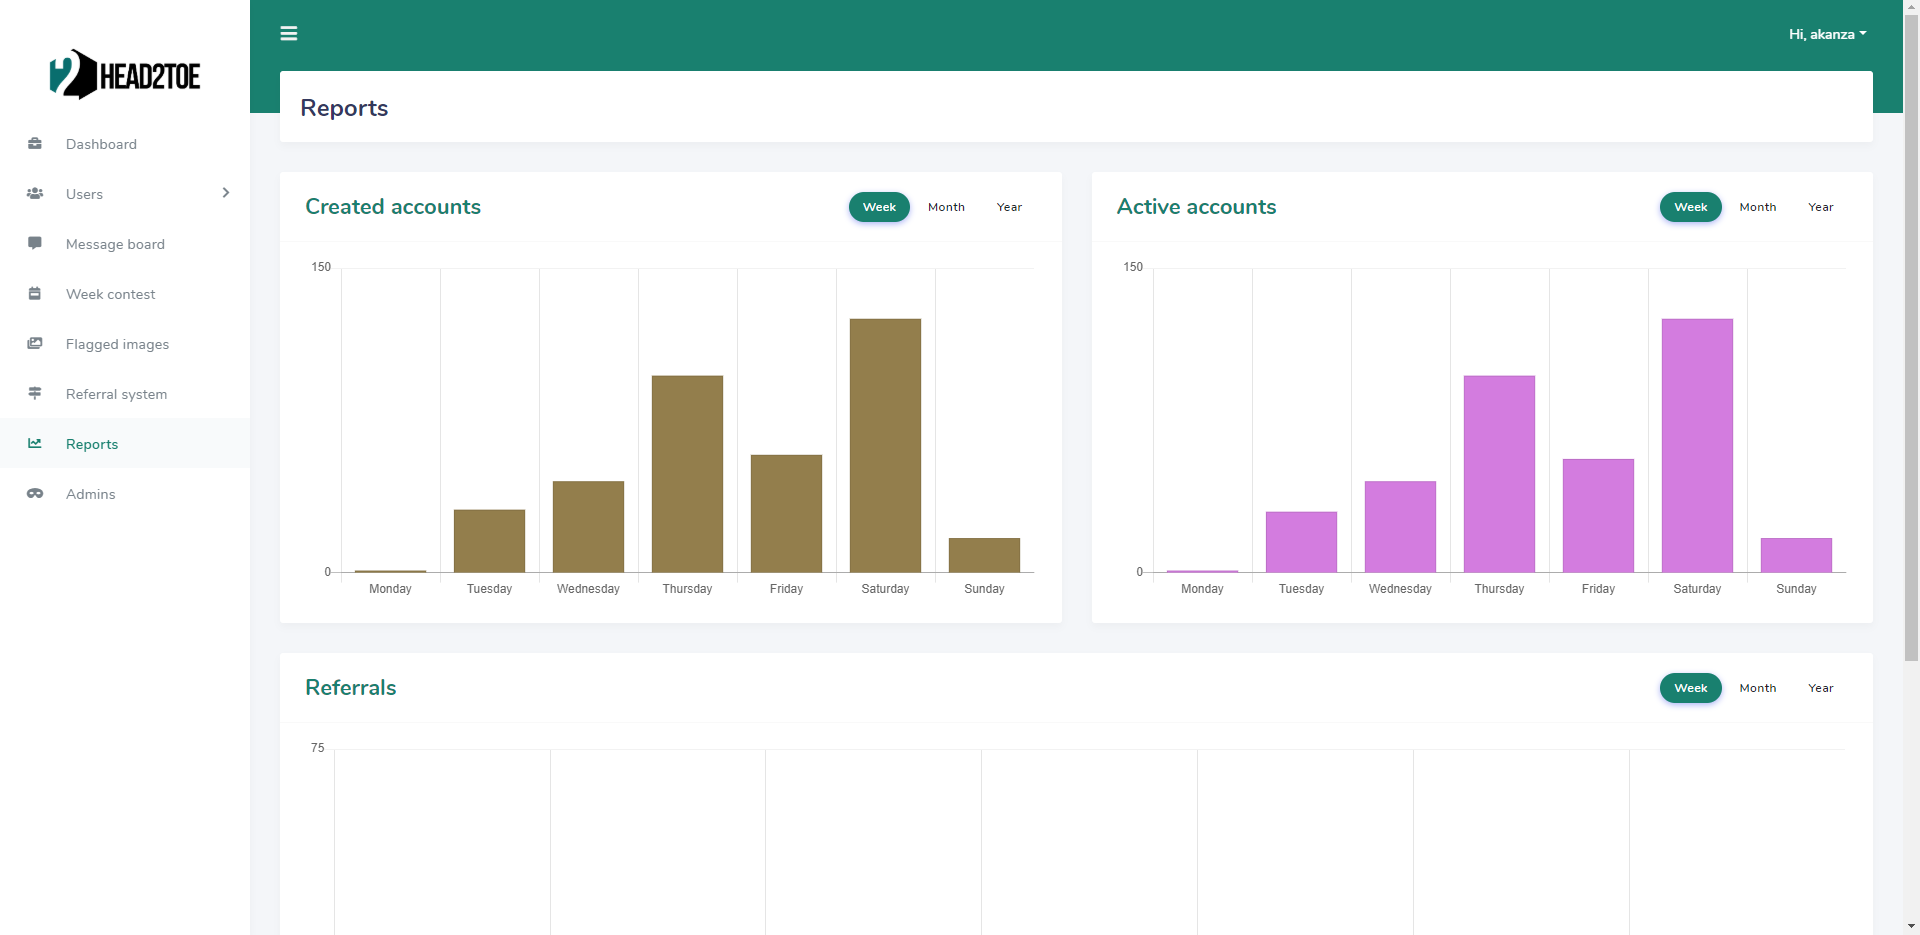 HEAD2TOE
Dashboard
Users
Message board
Week contest
Flagged images
Referral system
Reports
Admins
Hi, akanza
Reports
Created accounts
Week Month Year
150
0
Monday Tuesday Wednesday Thursday Friday Saturday Sunday
Active accounts
Week Month Year
150
0
Monday Tuesday Wednesday Thursday Friday Saturday Sunday
Referrals
Week Month Year
75